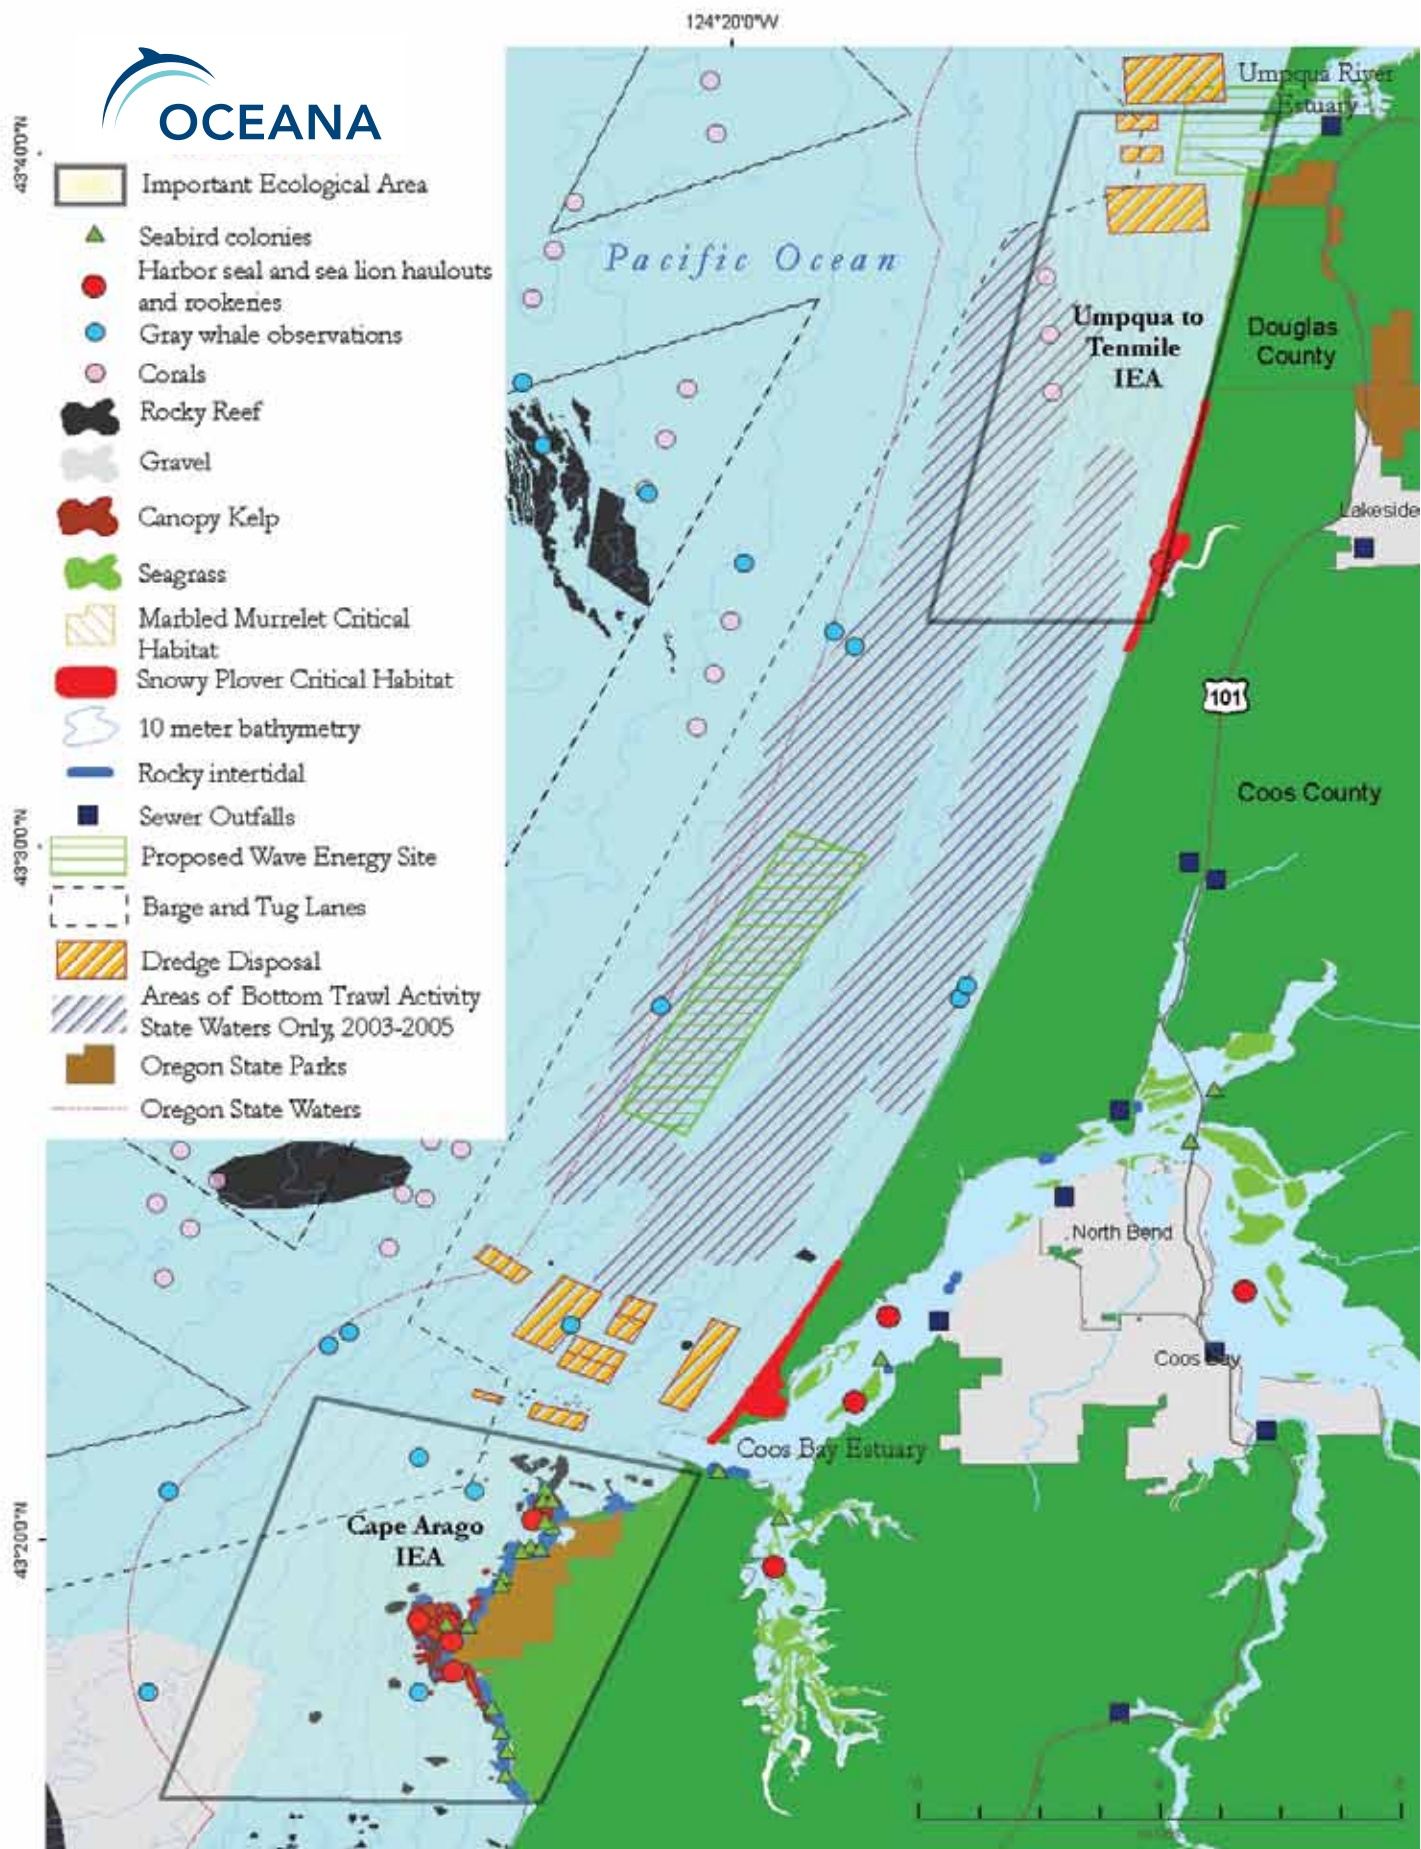 124°20'0"W
OCEANA
43°40'0"N
43°30'0"N
43°20'0"N
Important Ecological Area
Seabird colonies
Harbor seal and sea lion haulouts
and rookeries
Gray whale observations
Corals
Rocky Reef
Gravel
Canopy Kelp
Seagrass
Marbled Murrelet Critical
Habitat
Snowy Plover Critical Habitat
10 meter bathymetry
Rocky intertidal
Sewer Outfalls
Proposed Wave Energy Site
Barge and Tug Lanes
Dredge Disposal
Areas of Bottom Trawl Activity
State Waters Only, 2003-2005
Oregon State Parks
Oregon State Waters
Umpqua River
Estuary
Pacific Ocean
Umpqua to
Tenmile
IEA
Douglas
County
Lakeside
101
Coos County
North Bend
Coos Bay
Coos Bay Estuary
Cape Arago
IEA